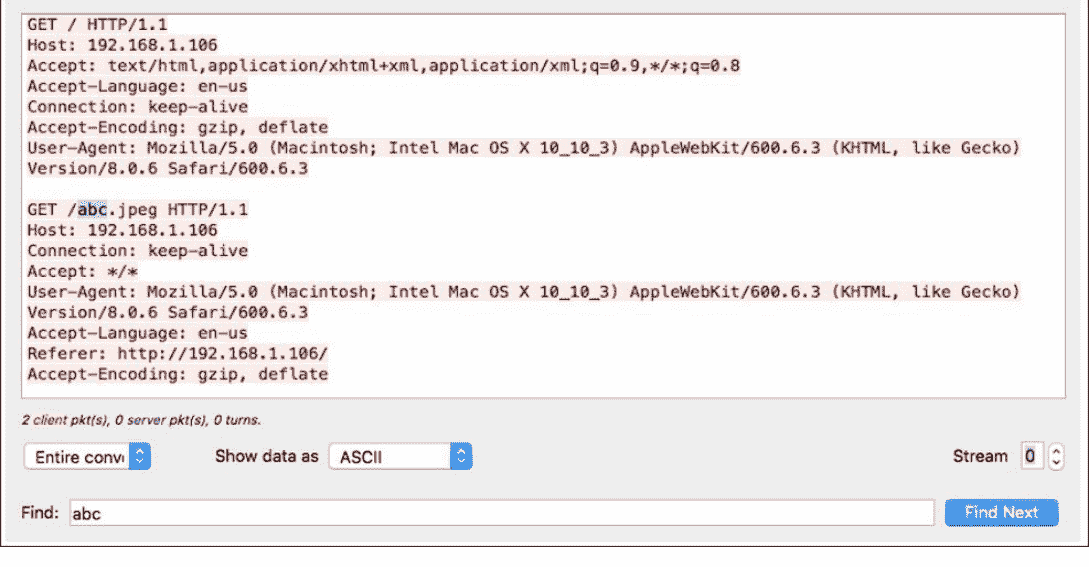 GET / HTTP/1.1
Host: 192.168.1.106
Accept: text/html,application/xhtml+xml,application/xml;q=0.9,*/*;q=0.8
Accept-Language: en-us
Connection: keep-alive
Accept-Encoding: gzip, deflate
User-Agent: Mozilla/5.0 (Macintosh; Intel Mac OS X 10_10_3) AppleWebKit/600.6.3 (KHTML, like Gecko)
Version/8.0.6 Safari/600.6.3
GET /abc.jpeg HTTP/1.1
Host: 192.168.1.106
Connection: keep-alive
Accept: */*
User-Agent: Mozilla/5.0 (Macintosh; Intel Mac OS X 10_10_3) AppleWebKit/600.6.3 (KHTML, like Gecko)
Version/8.0.6 Safari/600.6.3
Accept-Language: en-us
Referer: http://192.168.1.106/
Accept-Encoding: gzip, deflate
2 client pkt(s), 0 server pkt(s), 0 turns.
Entire conv Show data as ASCII Stream 0
Find: abc Find Next